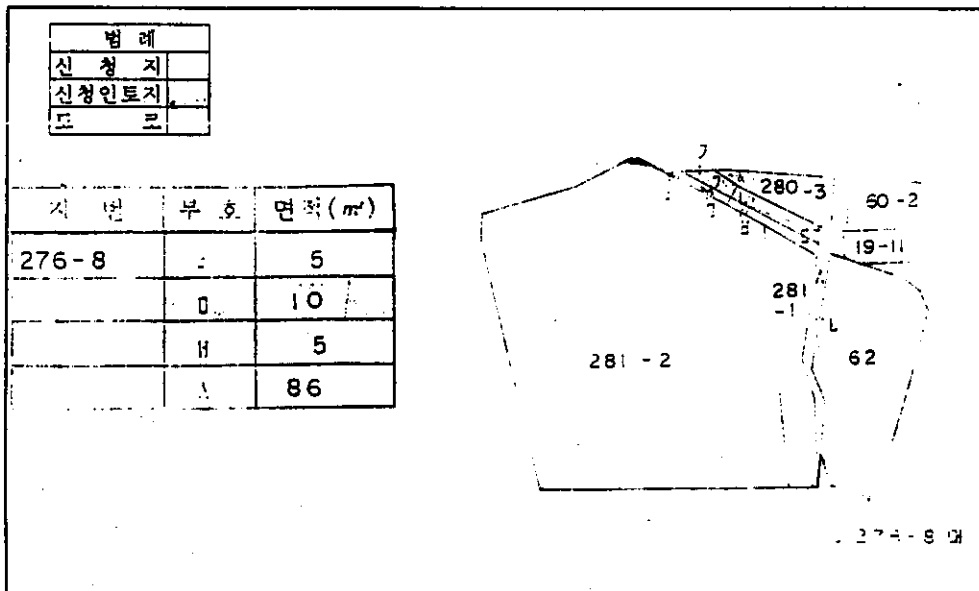 범례
신청지
신청인토지
도로
지번 부호 면적(㎡)
276-8 5
ㅁ 10
ㅂ 5
ㅅ 86
ㄱ
280-3
60-2
19-11
281
-1
ㄴ
281-2
62